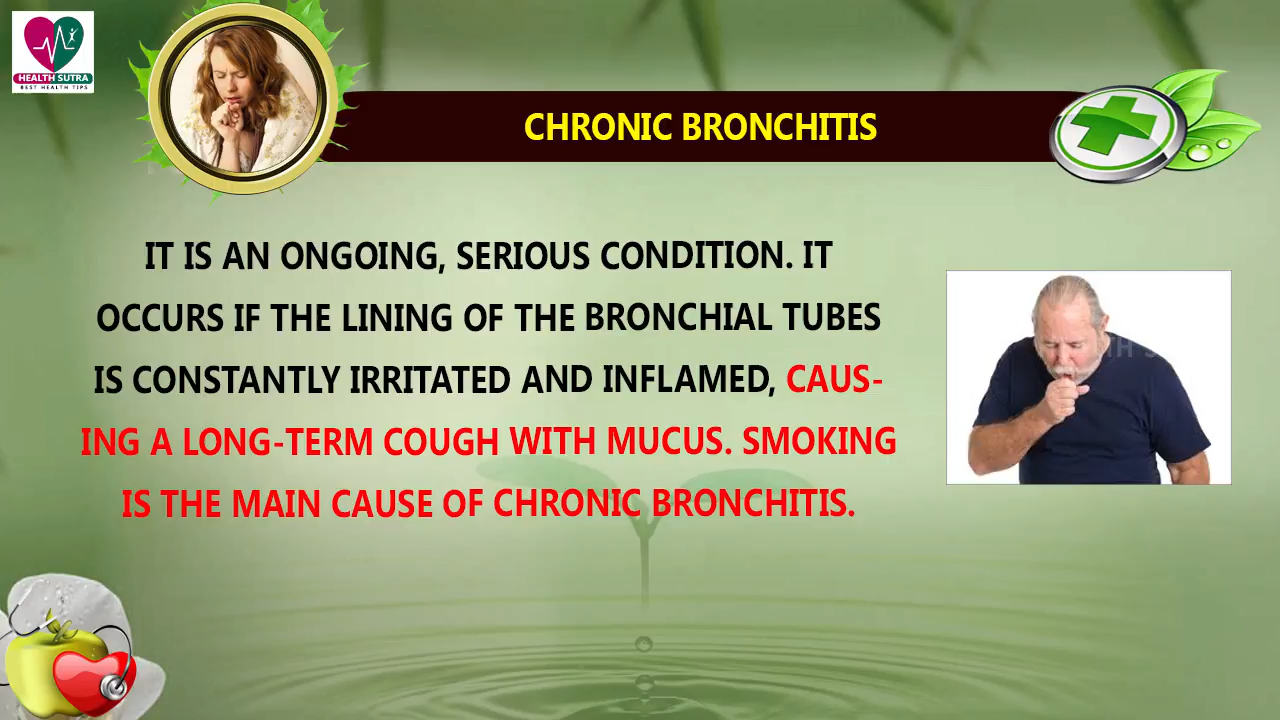 HEALTH SUTRA
BEST HEALTH TIPS
CHRONIC BRONCHITIS
IT IS AN ONGOING, SERIOUS CONDITION. IT
OCCURS IF THE LINING OF THE BRONCHIAL TUBES
IS CONSTANTLY IRRITATED AND INFLAMED, CAUS-
ING A LONG-TERM COUGH WITH MUCUS. SMOKING
IS THE MAIN CAUSE OF CHRONIC BRONCHITIS.